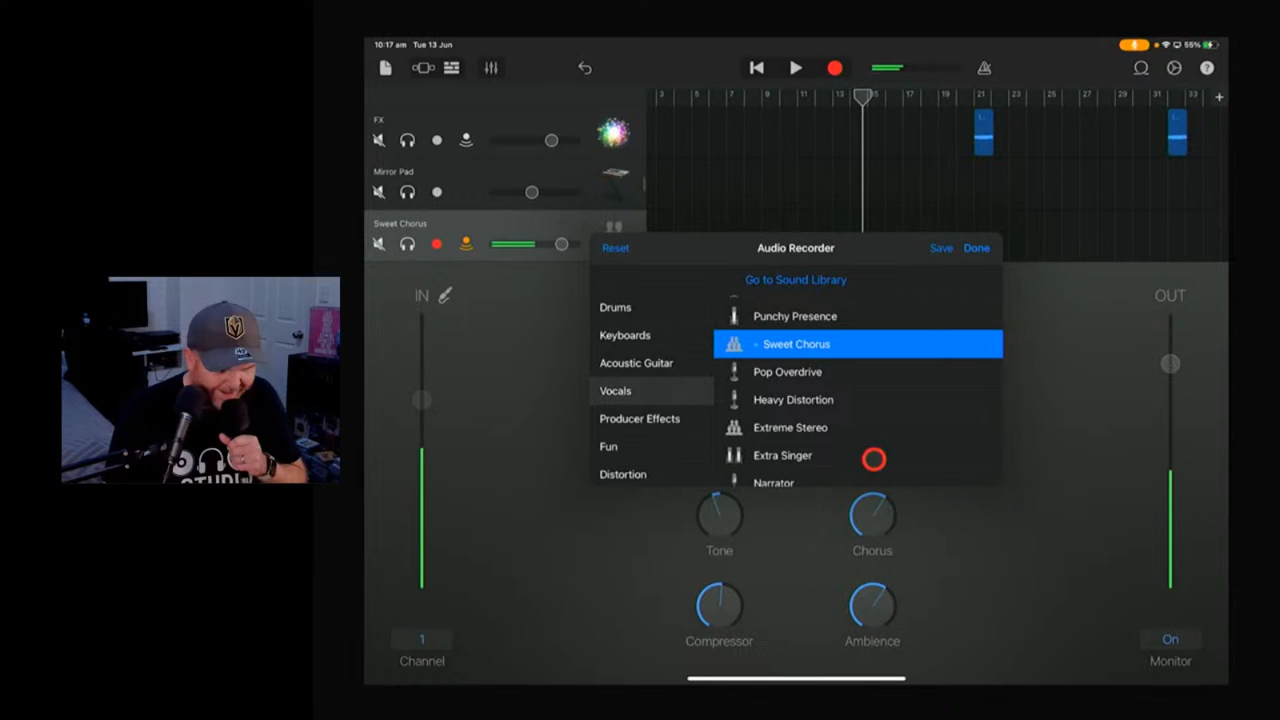 10:17 am Tue 13 Jun
55%
3 5 7 9 11 13 15 17 19 21 23 25 27 29 31 33
FX
Mirror Pad
Sweet Chorus
Reset Audio Recorder Save Done
Go to Sound Library
Drums
Keyboards
Acoustic Guitar
Vocals
Producer Effects
Fun
Distortion
Punchy Presence
Sweet Chorus
Pop Overdrive
Heavy Distortion
Extreme Stereo
Extra Singer
Narrator
IN
OUT
Tone
Chorus
Compressor
Ambience
1
Channel
On
Monitor
STUDI